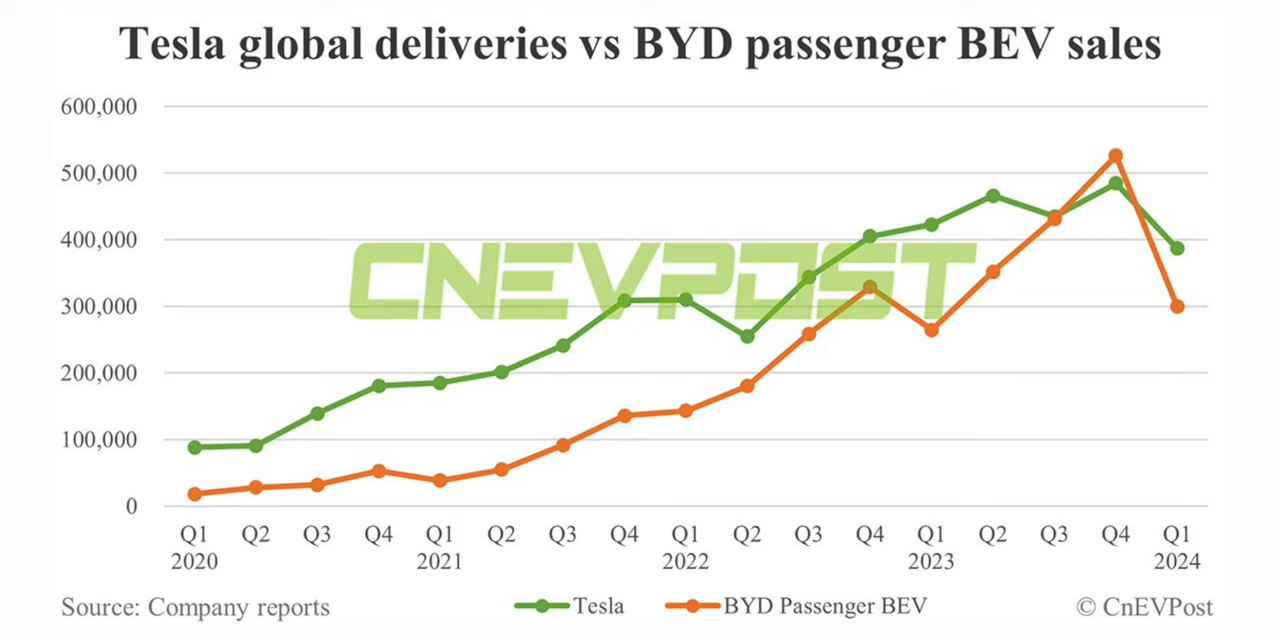 Tesla global deliveries vs BYD passenger BEV sales
600,000
500,000
400,000
300,000
200,000
100,000
0
CNEVPOST
Q1 Q2 Q3 Q4 Q1 Q2 Q3 Q4 Q1 Q2 Q3 Q4 Q1 Q2 Q3 Q4 Q1
2020 2021 2022 2023 2024
Source: Company reports Tesla BYD Passenger BEV © CnEVPost